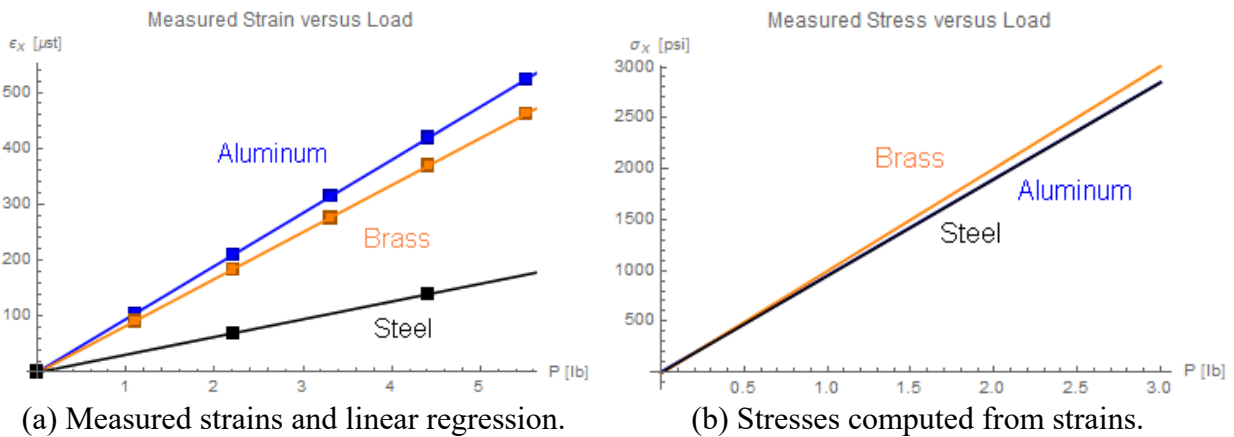 Measured Strain versus Load
ϵₓ [μst]
500
400
300
200
100
Aluminum
Brass
Steel
1 2 3 4 5
P [lb]
(a) Measured strains and linear regression.
Measured Stress versus Load
σₓ [psi]
3000
2500
2000
1500
1000
500
Brass
Aluminum
Steel
0.5 1.0 1.5 2.0 2.5 3.0
P [lb]
(b) Stresses computed from strains.